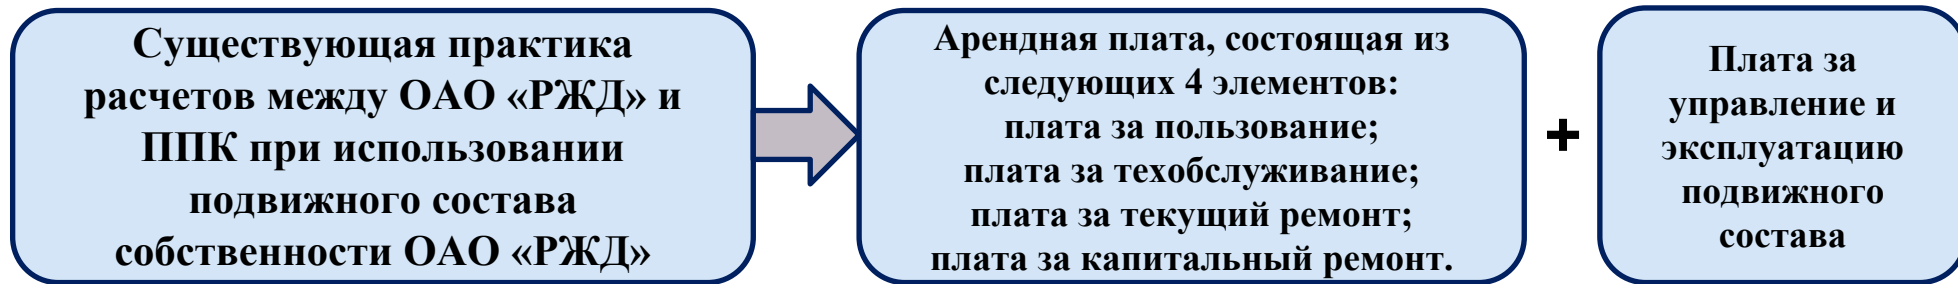 Существующая практика
расчетов между ОАО «РЖД» и
ППК при использовании
подвижного состава
собственности ОАО «РЖД»
Арендная плата, состоящая из
следующих 4 элементов:
плата за пользование;
плата за техобслуживание;
плата за текущий ремонт;
плата за капитальный ремонт.
+
Плата за
управление и
эксплуатацию
подвижного
состава